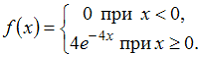 f(x) = { 0 при x < 0,
4e^{-4x} при x ≥ 0.